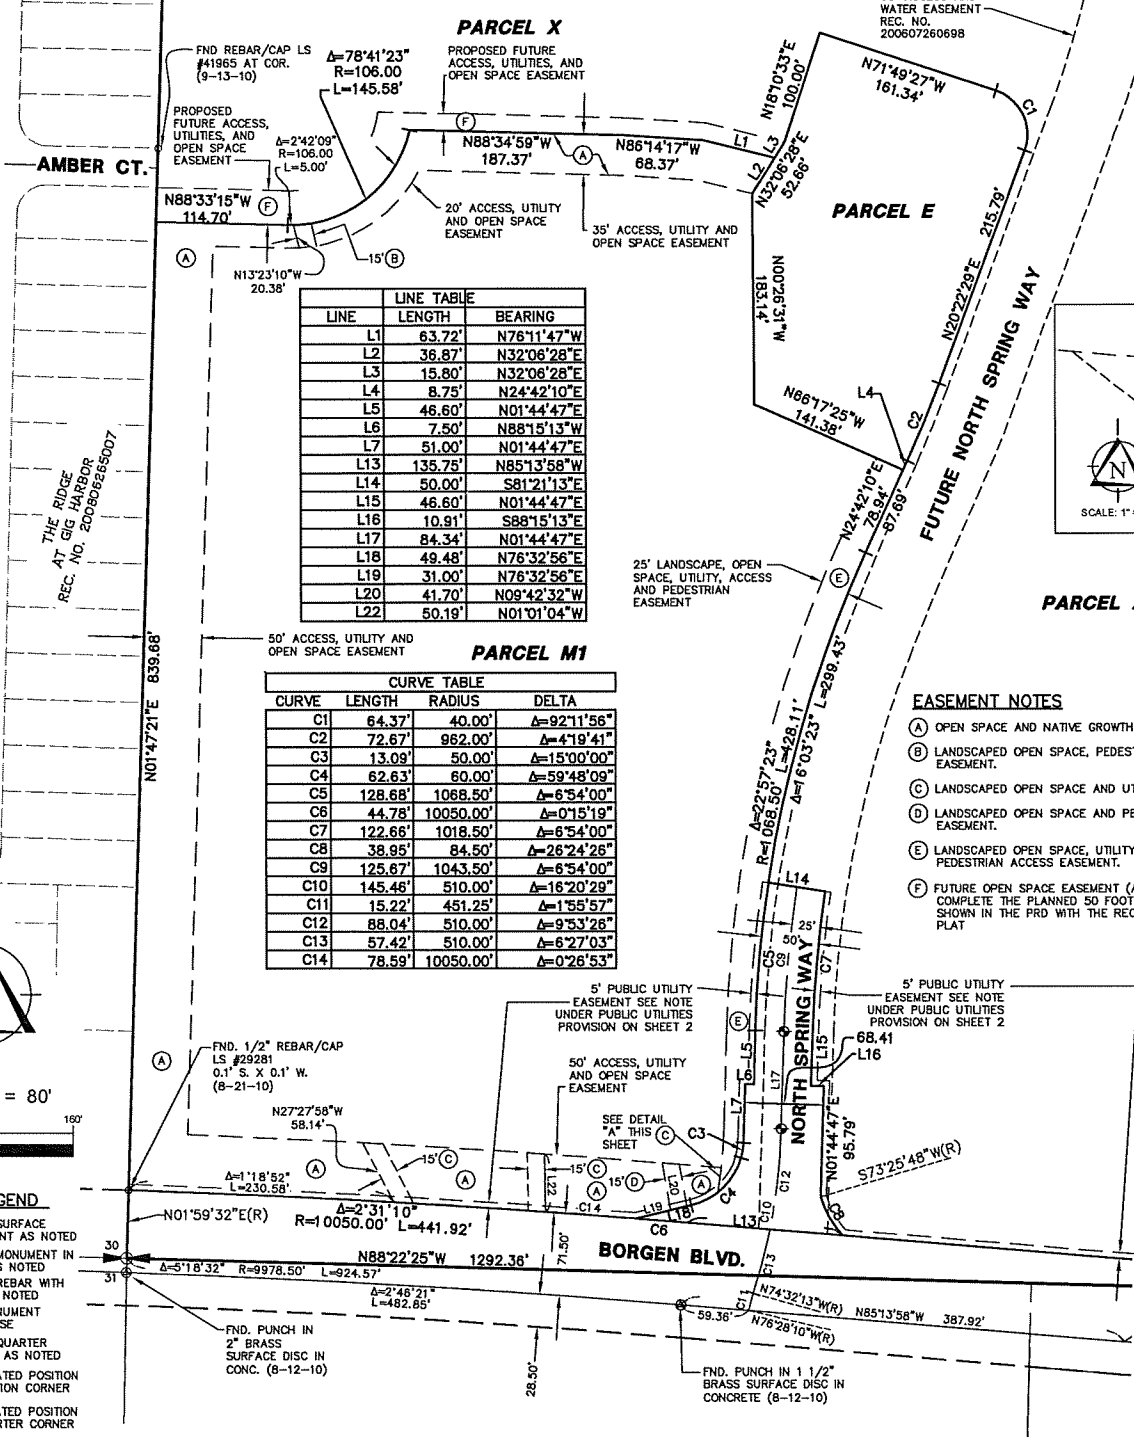 WATER EASEMENT
REC. NO.
200607260698
PARCEL X
FND REBAR/CAP LS
#41965 AT COR.
(9-13-10)
Δ=78°41'23"
R=106.00
L=145.58'
PROPOSED FUTURE
ACCESS, UTILITIES, AND
OPEN SPACE EASEMENT
N18°10'33"E
100.00'
N71°49'27"W
161.34'
C1
PROPOSED
FUTURE ACCESS,
UTILITIES, AND
OPEN SPACE
EASEMENT
Δ=2°42'09"
R=106.00
L=5.00'
F
N88°34'59"W
187.37'
A
N86°14'17"W
68.37'
L1
L3
L2
N32°06'28"E
52.66'
AMBER CT.
N88°33'15"W
114.70'
F
20' ACCESS, UTILITY
AND OPEN SPACE
EASEMENT
35' ACCESS, UTILITY AND
OPEN SPACE EASEMENT
PARCEL E
215.79'
N20°22'29"E
A
15' B
N13°23'10"W
20.38'
N00°26'31"W
183.14'
FUTURE NORTH SPRING WAY
LINE TABLE
LINE LENGTH BEARING
L1 63.72' N76°11'47"W
L2 36.87' N32°06'28"E
L3 15.80' N32°06'28"E
L4 8.75' N24°42'10"E
L5 46.60' N01°44'47"E
L6 7.50' N88°15'13"W
L7 51.00' N01°44'47"E
L13 135.75' N85°13'58"W
L14 50.00' S81°21'13"E
L15 46.60' N01°44'47"E
L16 10.91' S88°15'13"E
L17 84.34' N01°44'47"E
L18 49.48' N76°32'56"E
L19 31.00' N76°32'56"E
L20 41.70' N09°42'32"W
L22 50.19' N01°01'04"W
N66°17'25"W
141.38'
L4
C2
N24°42'10"E
78.94'
87.69'
N
SCALE: 1"
THE RIDGE
AT GIG HARBOR
REC. NO. 200806265007
25' LANDSCAPE, OPEN
SPACE, UTILITY, ACCESS
AND PEDESTRIAN
EASEMENT
E
PARCEL
N01°47'21"E 839.68'
50' ACCESS, UTILITY AND
OPEN SPACE EASEMENT
PARCEL M1
CURVE TABLE
CURVE LENGTH RADIUS DELTA
C1 64.37' 40.00' Δ=92°11'56"
C2 72.67' 962.00' Δ=4°19'41"
C3 13.09' 50.00' Δ=15°00'00"
C4 62.63' 60.00' Δ=59°48'09"
C5 128.68' 1068.50' Δ=6°54'00"
C6 44.78' 10050.00' Δ=0°15'19"
C7 122.66' 1018.50' Δ=6°54'00"
C8 38.95' 84.50' Δ=26°24'26"
C9 125.67' 1043.50' Δ=6°54'00"
C10 145.46' 510.00' Δ=16°20'29"
C11 15.22' 451.25' Δ=1°55'57"
C12 88.04' 510.00' Δ=9°53'26"
C13 57.42' 510.00' Δ=6°27'03"
C14 78.59' 10050.00' Δ=0°26'53"
Δ=22°57'23"
R=1068.50' L=428.11'
Δ=16°03'23" L=299.43'
EASEMENT NOTES
A OPEN SPACE AND NATIVE GROWTH
B LANDSCAPED OPEN SPACE,
EASEMENT.
C LANDSCAPED OPEN SPACE AND
D LANDSCAPED OPEN SPACE AND
EASEMENT.
E LANDSCAPED OPEN SPACE, UTILITY
PEDESTRIAN ACCESS EASEMENT.
F FUTURE OPEN SPACE EASEMENT
COMPLETE THE PLANNED 50 FOOT
SHOWN IN THE PRD WITH THE
PLAT
L14
25'
50'
C5
C9
C7
NORTH SPRING WAY
5' PUBLIC UTILITY
EASEMENT SEE NOTE
UNDER PUBLIC UTILITIES
PROVISION ON SHEET 2
5' PUBLIC UTILITY
EASEMENT SEE NOTE
UNDER PUBLIC UTILITIES
PROVISION ON SHEET 2
E
L5
L15
68.41
L16
L6
L17
L7
A
FND. 1/2" REBAR/CAP
LS #29281
0.1' S. X 0.1' W.
(8-21-10)
50' ACCESS, UTILITY
AND OPEN SPACE
EASEMENT
= 80'
160'
N27°27'58"W
58.14'
SEE DETAIL
"A" THIS
SHEET
C
C3
N01°44'47"E
95.79'
S73°25'48"W(R)
Δ=1°18'52"
L=230.58'
A
15' C
A
15' C
A
15' D
A
L22
L20
C12
C4
C8
GEND
SURFACE
NT AS NOTED
MONUMENT IN
S NOTED
REBAR WITH
NOTED
NUMENT
SE
QUARTER
AS NOTED
TED POSITION
ION CORNER
TED POSITION
RTER CORNER
N01°59'32"E(R)
Δ=2°31'10"
R=10050.00' L=441.92'
C14
L19
L18
C6
L13
C10
30
31
N88°22'25"W 1292.36'
71.50'
BORGEN BLVD.
C13
Δ=5°18'32" R=9978.50' L=924.57'
Δ=2°46'21"
L=482.85'
59.36'
C11
N74°32'13"W(R)
N76°28'10"W(R)
N85°13'58"W 387.92'
28.50'
FND. PUNCH IN
2" BRASS
SURFACE DISC IN
CONC. (8-12-10)
FND. PUNCH IN 1 1/2"
BRASS SURFACE DISC IN
CONCRETE (8-12-10)